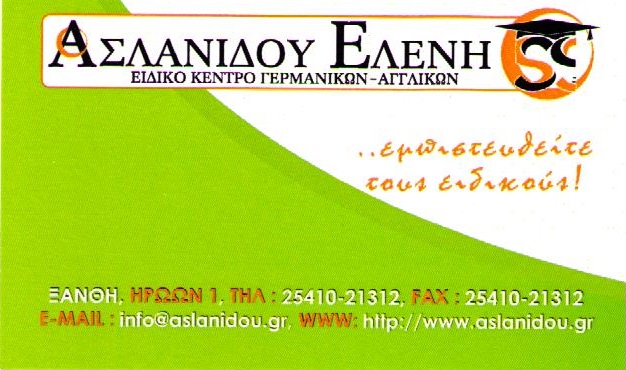 ΑΣΛΑΝΙΔΟΥ ΕΛΕΝΗ
ΕΙΔΙΚΟ ΚΕΝΤΡΟ ΓΕΡΜΑΝΙΚΩΝ-ΑΓΓΛΙΚΩΝ
..εμπιστευθείτε
τους ειδικούς!
ΞΑΝΘΗ, ΗΡΩΩΝ 1, ΤΗΛ : 25410-21312, FAX : 25410-21312
E-MAIL : info@aslanidou.gr, WWW: http://www.aslanidou.gr